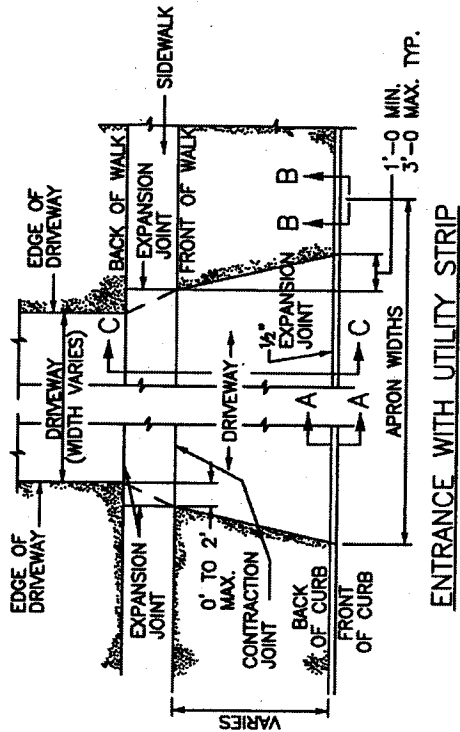 EDGE OF
DRIVEWAY
DRIVEWAY
(WIDTH VARIES)
EDGE OF
DRIVEWAY
BACK OF WALK
EXPANSION
JOINT
FRONT OF WALK
SIDEWALK
EXPANSION
JOINT
0' TO 2'
MAX.
CONTRACTION
JOINT
DRIVEWAY
1/2"
EXPANSION
JOINT
C
C
B
B
A
A
BACK
OF CURB
FRONT
OF CURB
VARIES
APRON WIDTHS
1'-0 MIN.
3'-0 MAX. TYP.
ENTRANCE WITH UTILITY STRIP